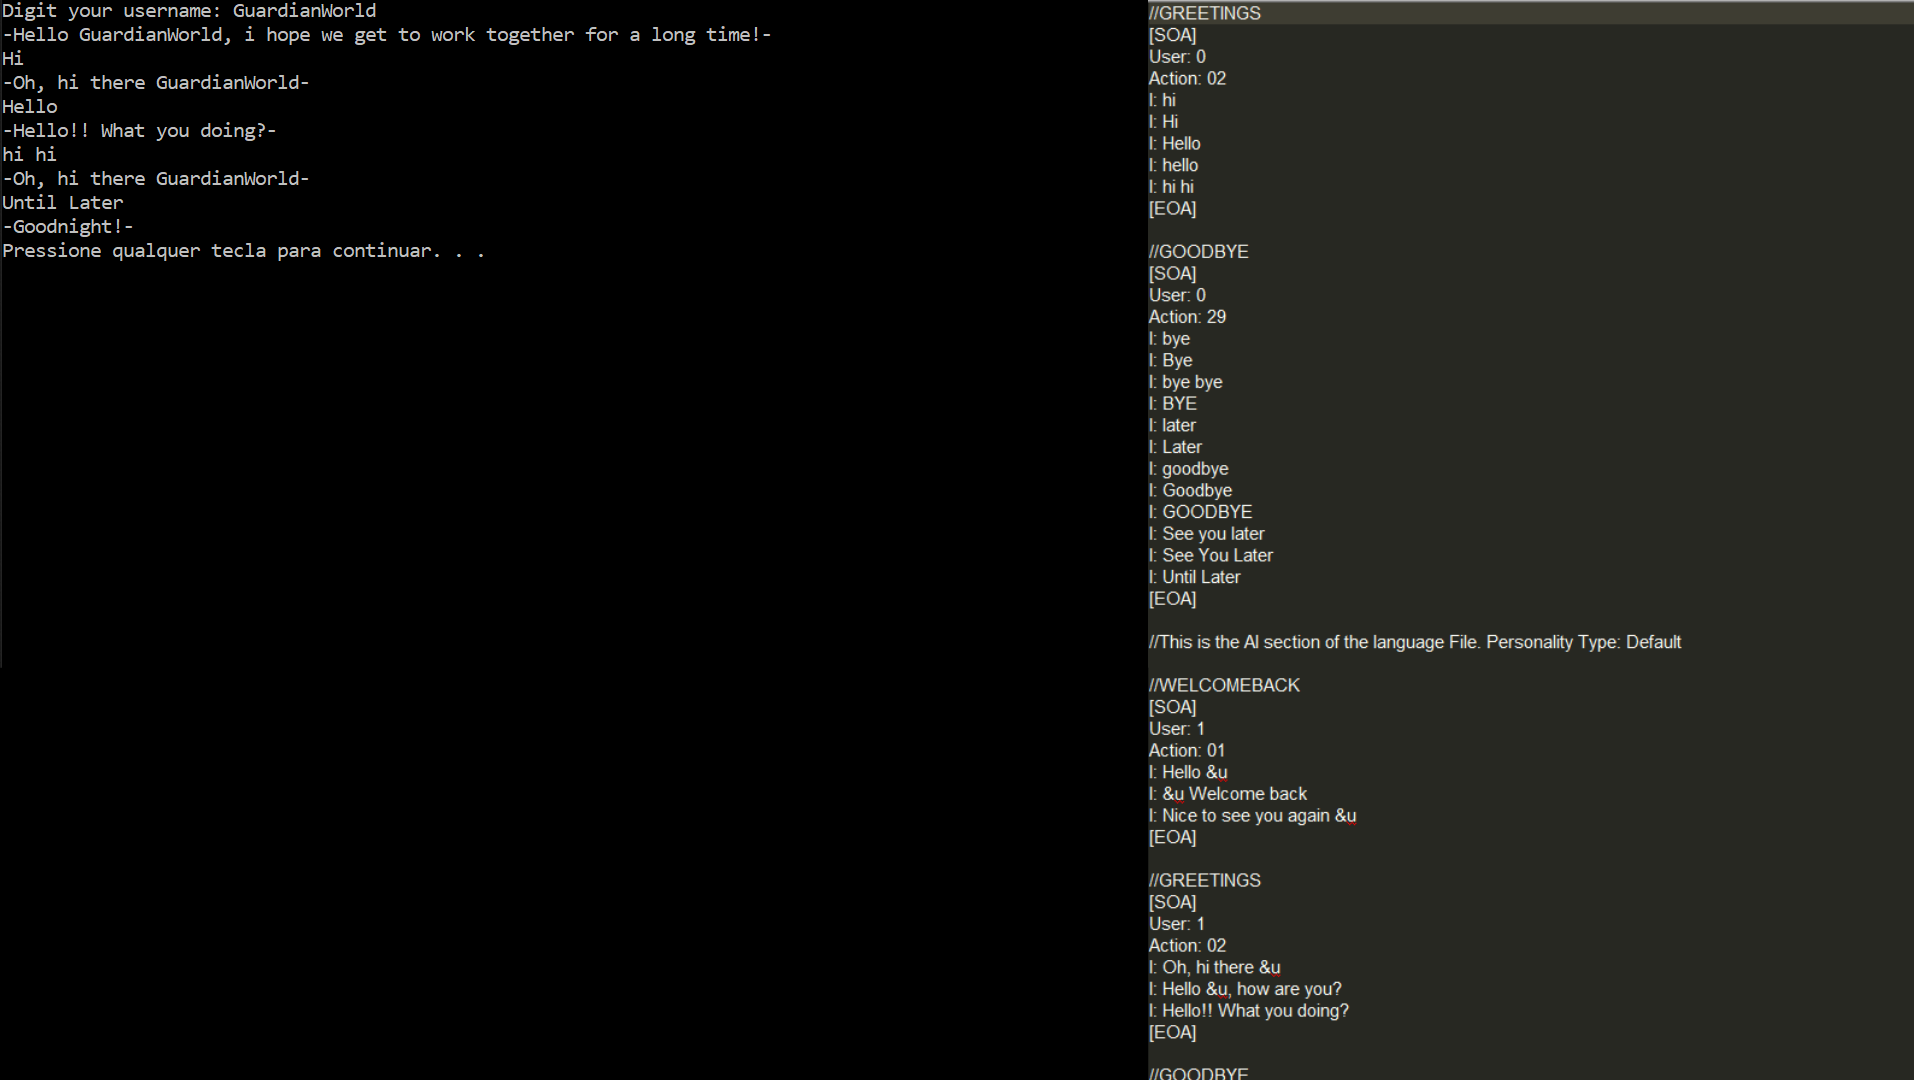 Digit your username: GuardianWorld
-Hello GuardianWorld, i hope we get to work together for a long time!-
Hi
-Oh, hi there GuardianWorld-
Hello
-Hello!! What you doing?-
hi hi
-Oh, hi there GuardianWorld-
Until Later
-Goodnight!-
Pressione qualquer tecla para continuar. . .
//GREETINGS
[SOA]
User: 0
Action: 02
I: hi
I: Hi
I: Hello
I: hello
I: hi hi
[EOA]
//GOODBYE
[SOA]
User: 0
Action: 29
I: bye
I: Bye
I: bye bye
I: BYE
I: later
I: Later
I: goodbye
I: Goodbye
I: GOODBYE
I: See you later
I: See You Later
I: Until Later
[EOA]
//This is the AI section of the language File. Personality Type: Default
//WELCOMEBACK
[SOA]
User: 1
Action: 01
I: Hello &u
I: &u Welcome back
I: Nice to see you again &u
[EOA]
//GREETINGS
[SOA]
User: 1
Action: 02
I: Oh, hi there &u
I: Hello &u, how are you?
I: Hello!! What you doing?
[EOA]
//GOODBYE